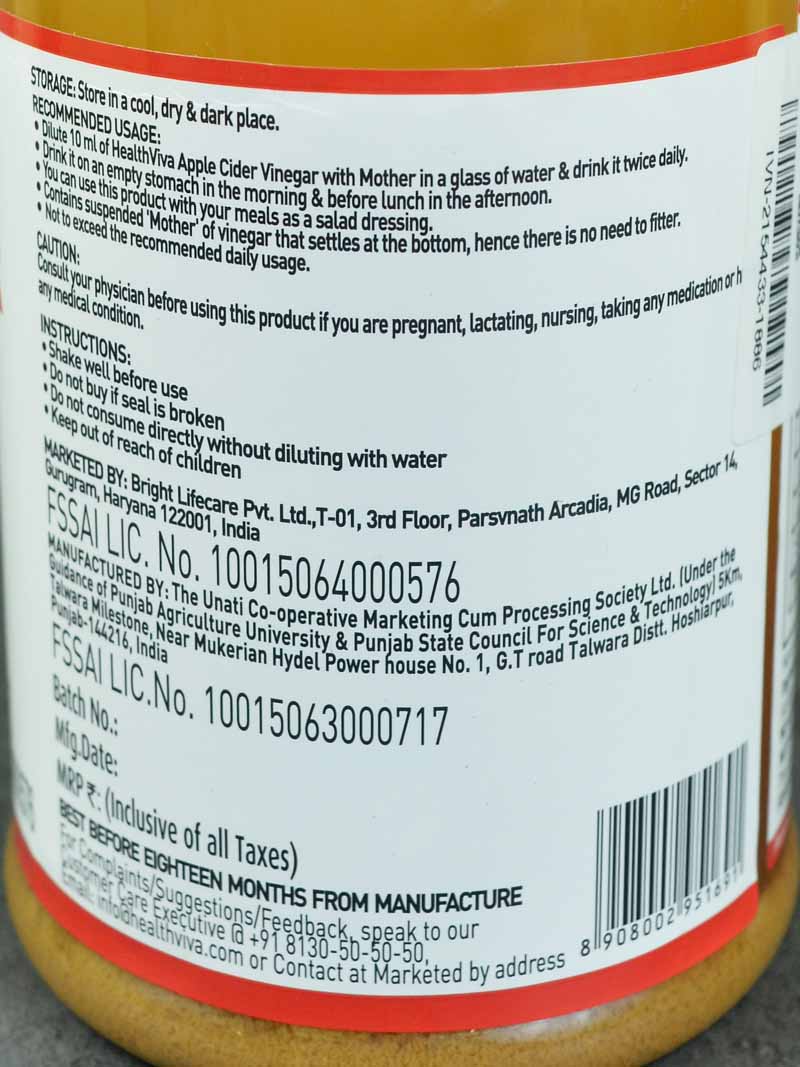 STORAGE: Store in a cool, dry & dark place.
RECOMMENDED USAGE:
• Dilute 10 ml of HealthViva Apple Cider Vinegar with Mother in a glass of water & drink it twice daily.
• Drink it on an empty stomach in the morning & before lunch in the afternoon.
• You can use this product with your meals as a salad dressing.
• Contains suspended 'Mother' of vinegar that settles at the bottom, hence there is no need to fitter.
• Not to exceed the recommended daily usage.
CAUTION:
Consult your physician before using this product if you are pregnant, lactating, nursing, taking any medication or h
any medical condition.
INSTRUCTIONS:
• Shake well before use
• Do not buy if seal is broken
• Do not consume directly without diluting with water
• Keep out of reach of children
MARKETED BY: Bright Lifecare Pvt. Ltd.,T-01, 3rd Floor, Parsvnath Arcadia, MG Road, Sector 14,
Gurugram, Haryana 122001, India
FSSAI LIC. No. 10015064000576
MANUFACTURED BY: The Unati Co-operative Marketing Cum Processing Society Ltd. (Under the
Guidance of Punjab Agriculture University & Punjab State Council For Science & Technology) 5Km,
Talwara Milestone, Near Mukerian Hydel Power house No. 1, G.T road Talwara Distt. Hoshiarpur,
Punjab-144216, India
FSSAI LIC.No. 10015063000717
Batch No.:
Mfg.Date:
MRP ₹: (Inclusive of all Taxes)
BEST BEFORE EIGHTEEN MONTHS FROM MANUFACTURE
For Complaints/Suggestions/Feedback, speak to our
Customer Care Executive @ +91 8130-50-50-50,
Email: info@healthviva.com or Contact at Marketed by address
8 908002 951691
IVN-215433-1886